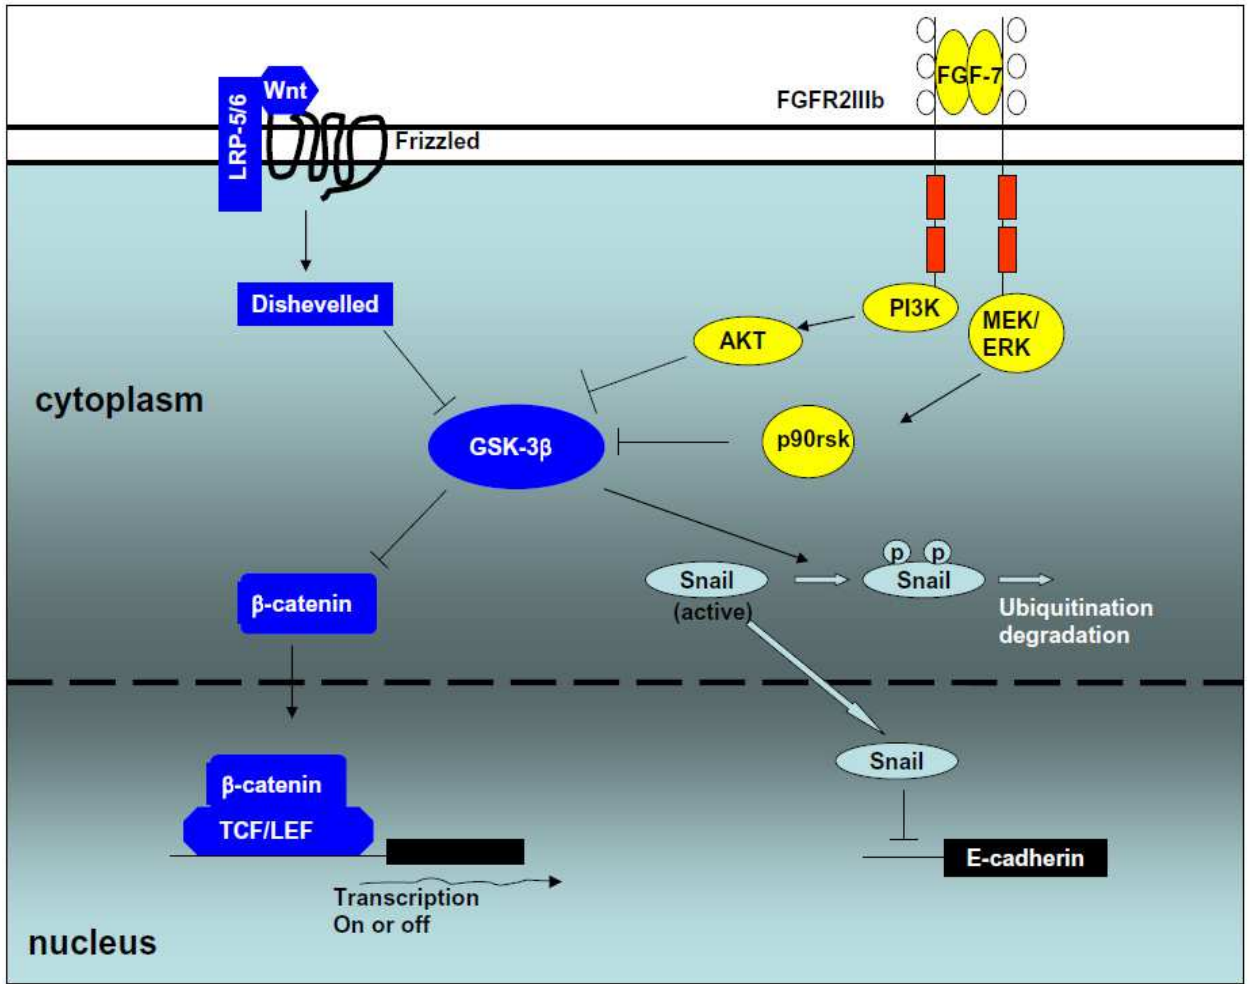 Wnt
LRP-5/6
Frizzled
FGFR2IIIb
FGF-7
Dishevelled
PI3K
MEK/
ERK
AKT
cytoplasm
GSK-3β
p90rsk
p p
Snail
(active)
Snail
Ubiquitination
degradation
β-catenin
β-catenin
TCF/LEF
Snail
E-cadherin
Transcription
On or off
nucleus